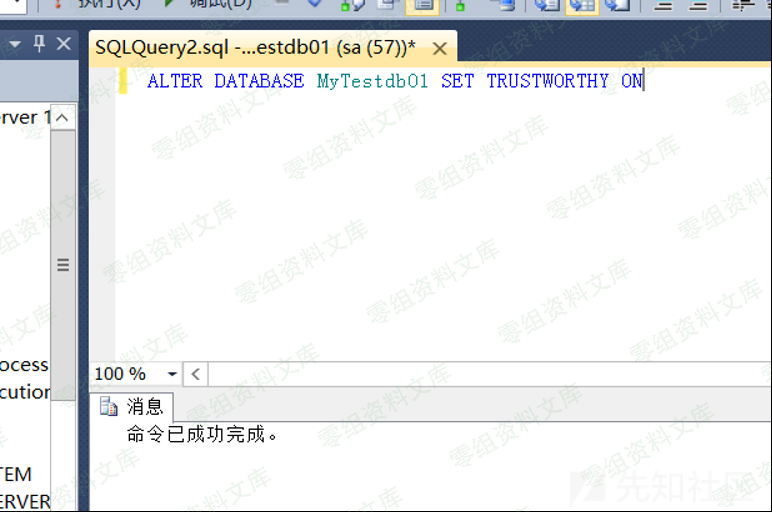 执行(X) 调试(D)
SQLQuery2.sql -...estdb01 (sa (57))*
ALTER DATABASE MyTestdb01 SET TRUSTWORTHY ON
erver 1
100 %
ocess
cution
消息
命令已成功完成。
TEM
ERVER
零组资料文库
先知社区